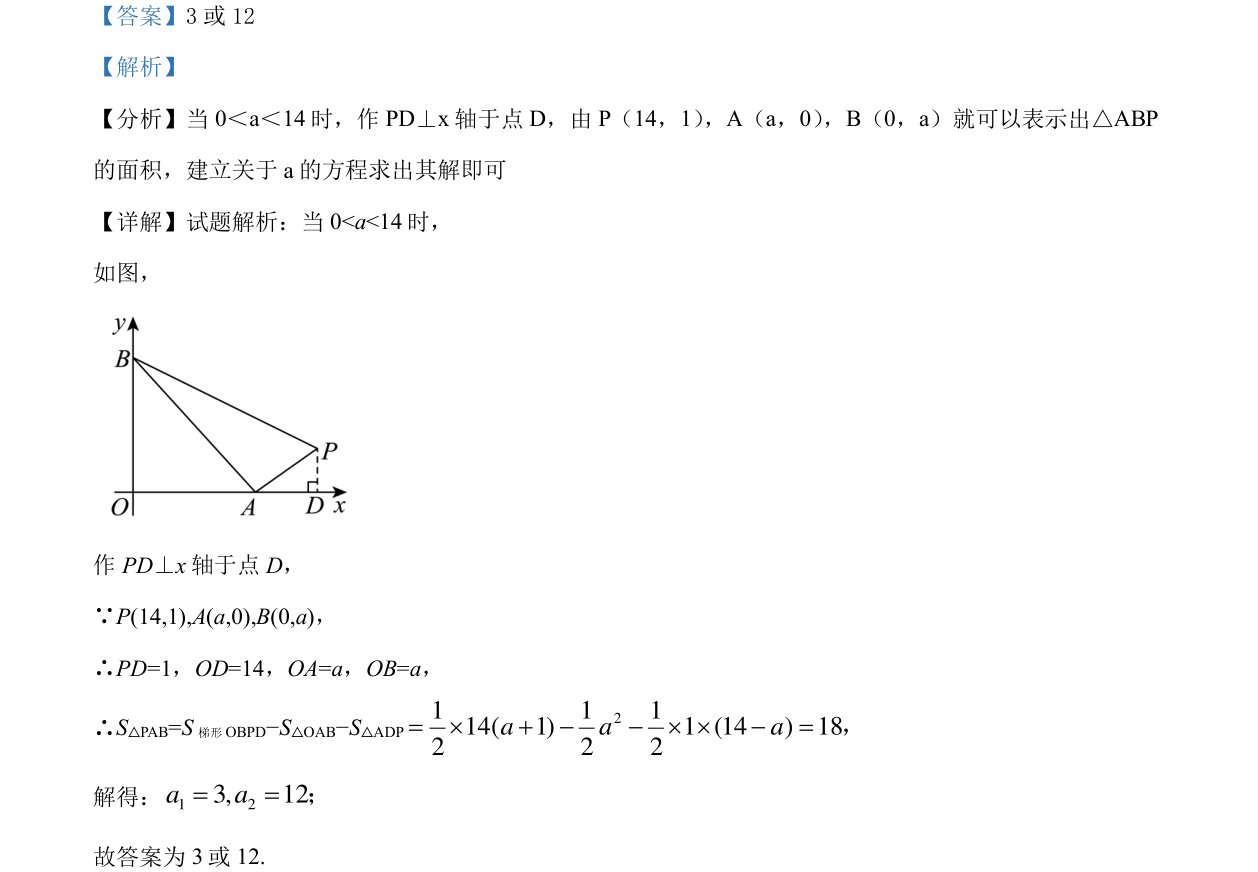 【答案】3 或 12
【解析】
【分析】当 0＜a＜14 时，作 PD⊥x 轴于点 D，由 P（14，1），A（a，0），B（0，a）就可以表示出△ABP
的面积，建立关于 a 的方程求出其解即可
【详解】试题解析：当 0<a<14 时，
如图，
y
B
P
O A D x
作 PD⊥x 轴于点 D，
∵P(14,1),A(a,0),B(0,a)，
∴PD=1，OD=14，OA=a，OB=a，
∴S△PAB=S 梯形 OBPD−S△OAB−S△ADP = 1/2 ×14(a+1) − 1/2 a² − 1/2 ×1×(14−a) =18，
解得：a₁ =3,a₂ =12；
故答案为 3 或 12.